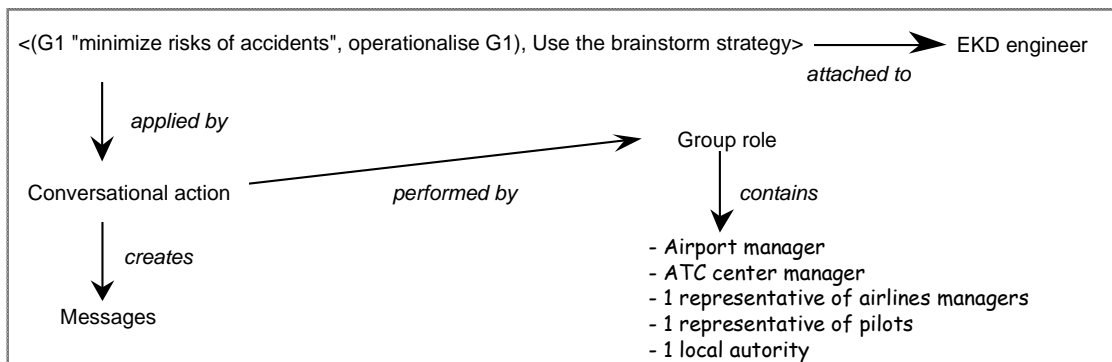 <(G1 "minimize risks of accidents", operationalise G1), Use the brainstorm strategy>
EKD engineer
attached to
applied by
Group role
Conversational action
performed by
contains
creates
- Airport manager
- ATC center manager
- 1 representative of airlines managers
- 1 representative of pilots
- 1 local autority
Messages